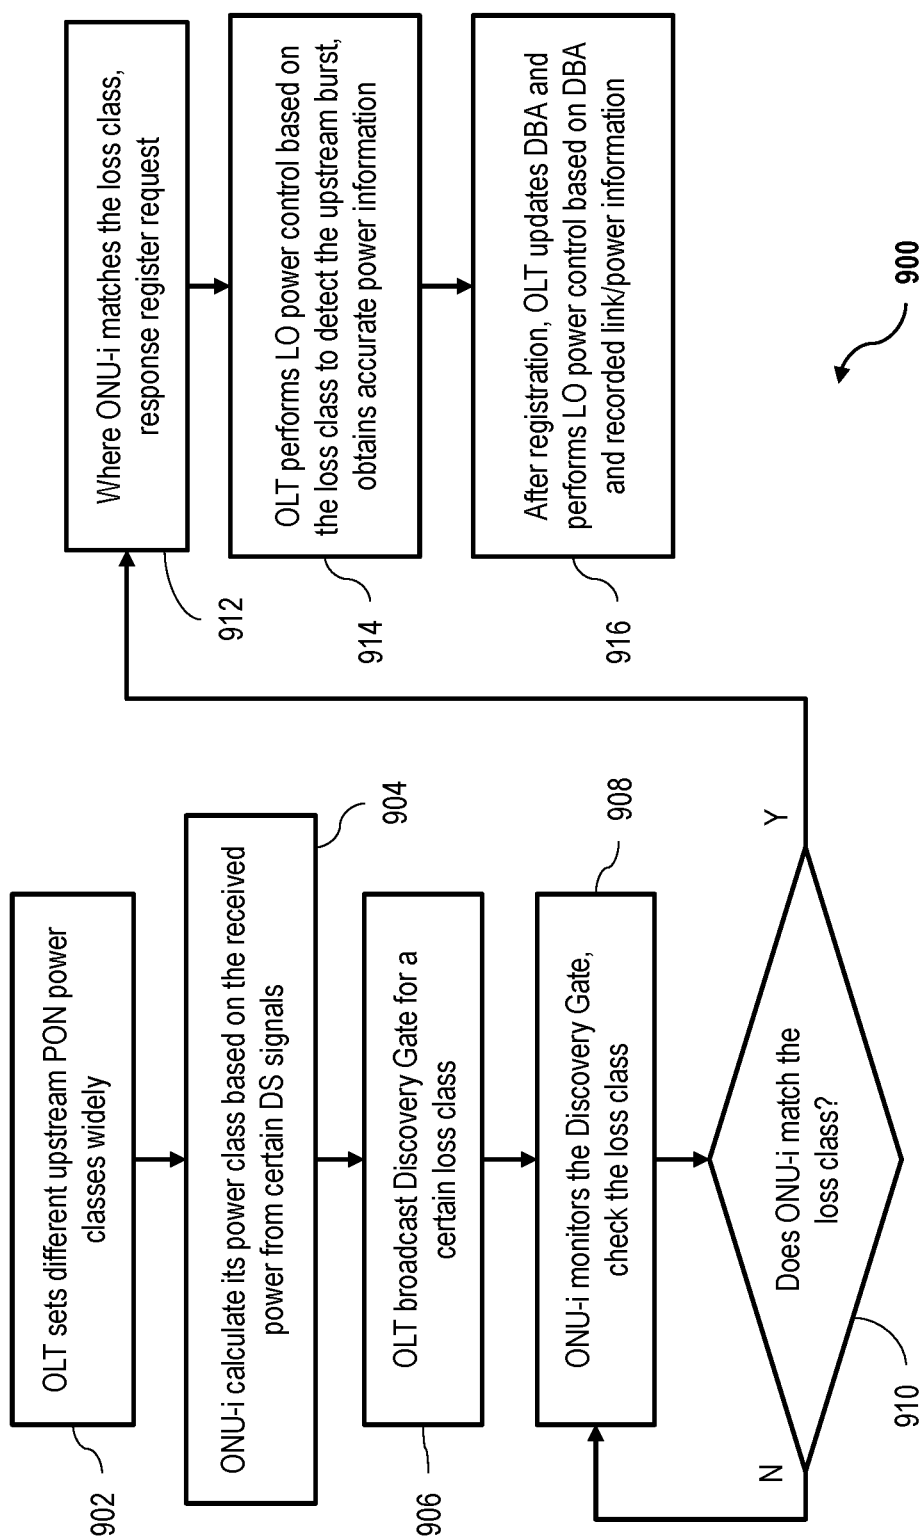 OLT sets different upstream PON power
classes widely
902
ONU-i calculate its power class based on the received
power from certain DS signals
904
OLT broadcast Discovery Gate for a
certain loss class
906
ONU-i monitors the Discovery Gate,
check the loss class
908
Does ONU-i match the
loss class?
910
N
Y
Where ONU-i matches the loss class,
response register request
912
OLT performs LO power control based on
the loss class to detect the upstream burst,
obtains accurate power information
914
After registration, OLT updates DBA and
performs LO power control based on DBA
and recorded link/power information
916
900